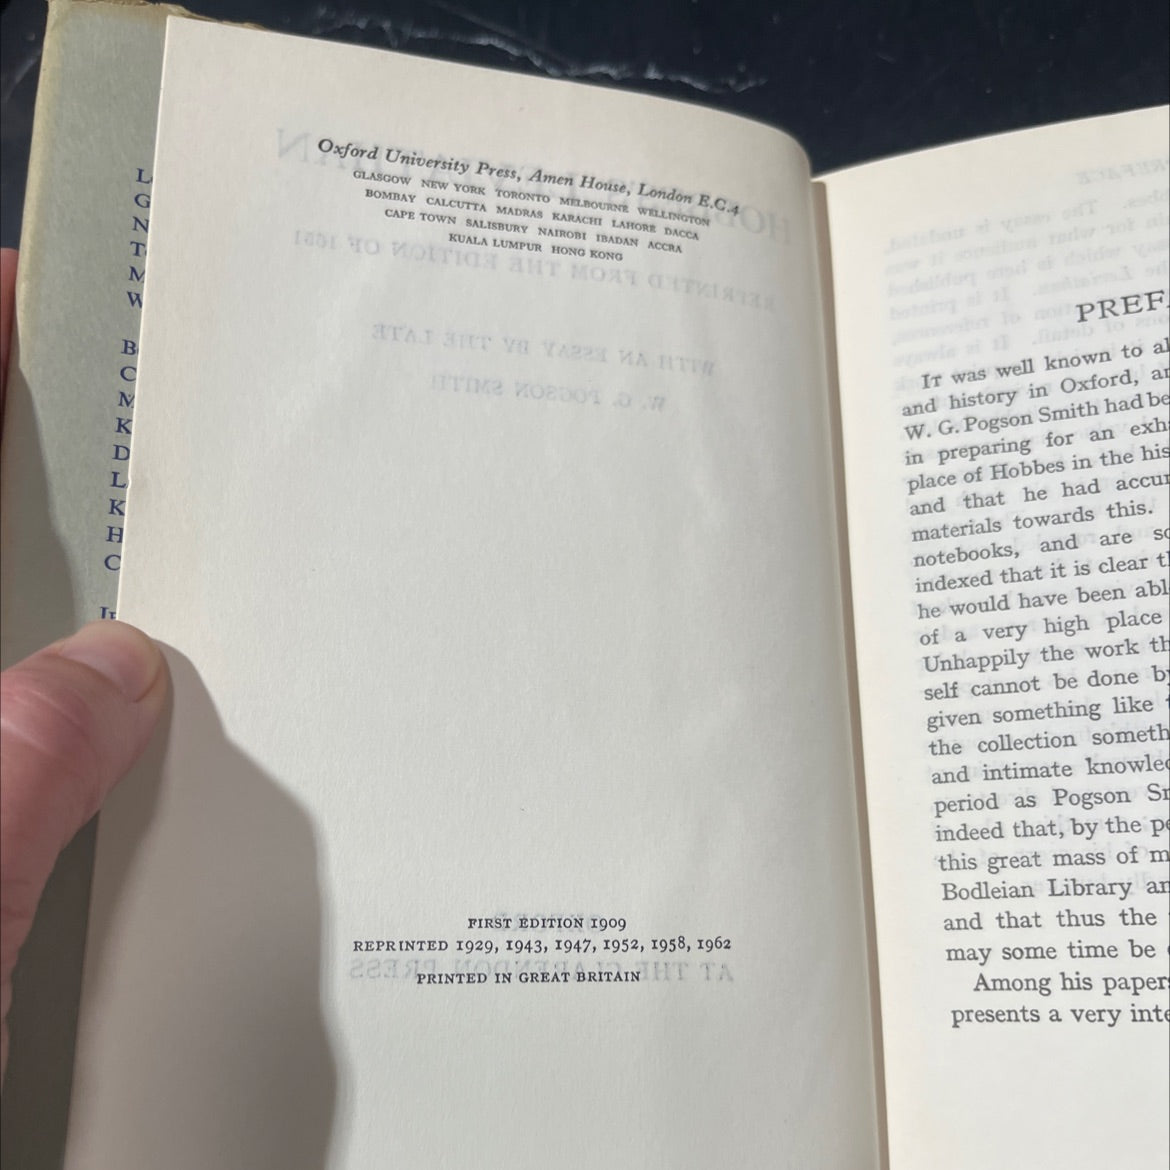 Oxford University Press, Amen House, London E.C.4
GLASGOW NEW YORK TORONTO MELBOURNE WELLINGTON
BOMBAY CALCUTTA MADRAS KARACHI LAHORE DACCA
CAPE TOWN SALISBURY NAIROBI IBADAN ACCRA
KUALA LUMPUR HONG KONG
FIRST EDITION 1909
REPRINTED 1929, 1943, 1947, 1952, 1958, 1962
PRINTED IN GREAT BRITAIN
PREF
It was well known to al
and history in Oxford, an
W. G. Pogson Smith had be
in preparing for an exh
place of Hobbes in the his
and that he had accu
materials towards this.
notebooks, and are so
indexed that it is clear t
he would have been abl
of a very high place
Unhappily the work th
self cannot be done by
given something like
the collection someth
and intimate knowled
period as Pogson Sm
indeed that, by the pe
this great mass of m
Bodleian Library an
and that thus the
may some time be
Among his papers
presents a very inte